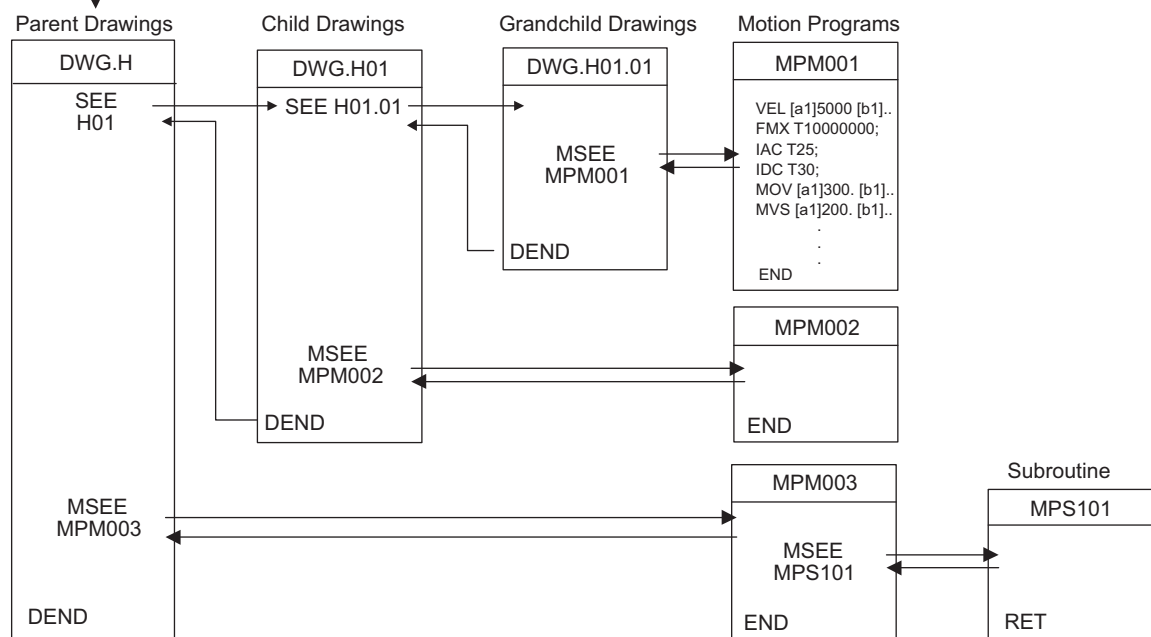 Parent Drawings
DWG.H
SEE
H01
MSEE
MPM003
DEND
Child Drawings
DWG.H01
SEE H01.01
MSEE
MPM002
DEND
Grandchild Drawings
DWG.H01.01
MSEE
MPM001
DEND
Motion Programs
MPM001
VEL [a1]5000 [b1]..
FMX T10000000;
IAC T25;
IDC T30;
MOV [a1]300. [b1]..
MVS [a1]200. [b1]..
.
.
.
END
MPM002
END
MPM003
MSEE
MPS101
END
Subroutine
MPS101
RET